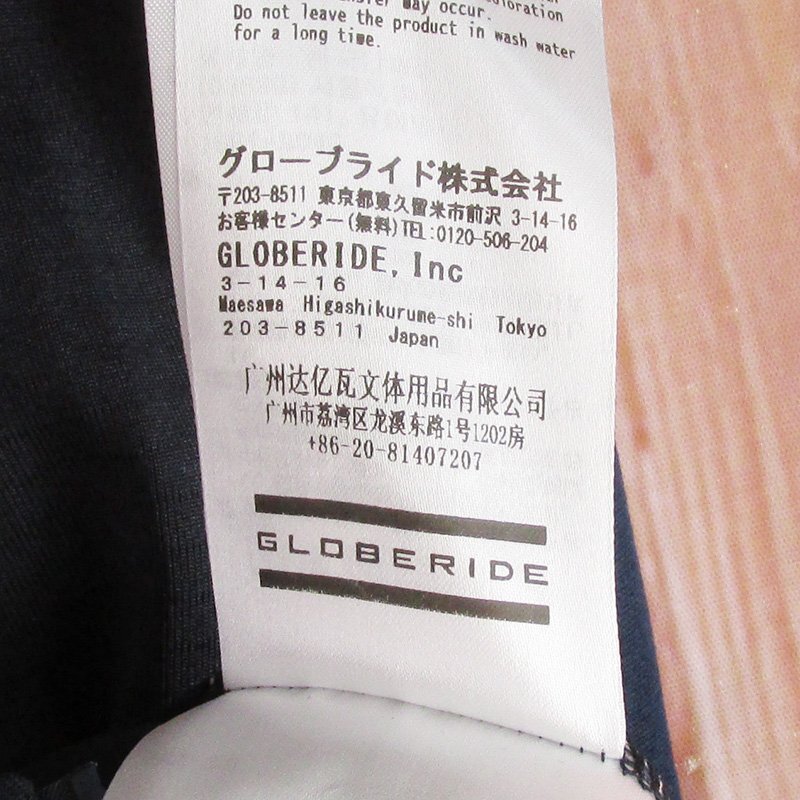 may occur.
Do not leave the product in wash water
for a long time.
グローブライド株式会社
〒203-8511 東京都東久留米市前沢 3-14-16
お客様センター(無料)TEL:0120-506-204
GLOBERIDE, Inc
3-14-16
Maesawa Higashikurume-shi Tokyo
203-8511 Japan
广州达亿瓦文体用品有限公司
广州市荔湾区龙溪东路1号1202房
+86-20-81407207
GLOBERIDE